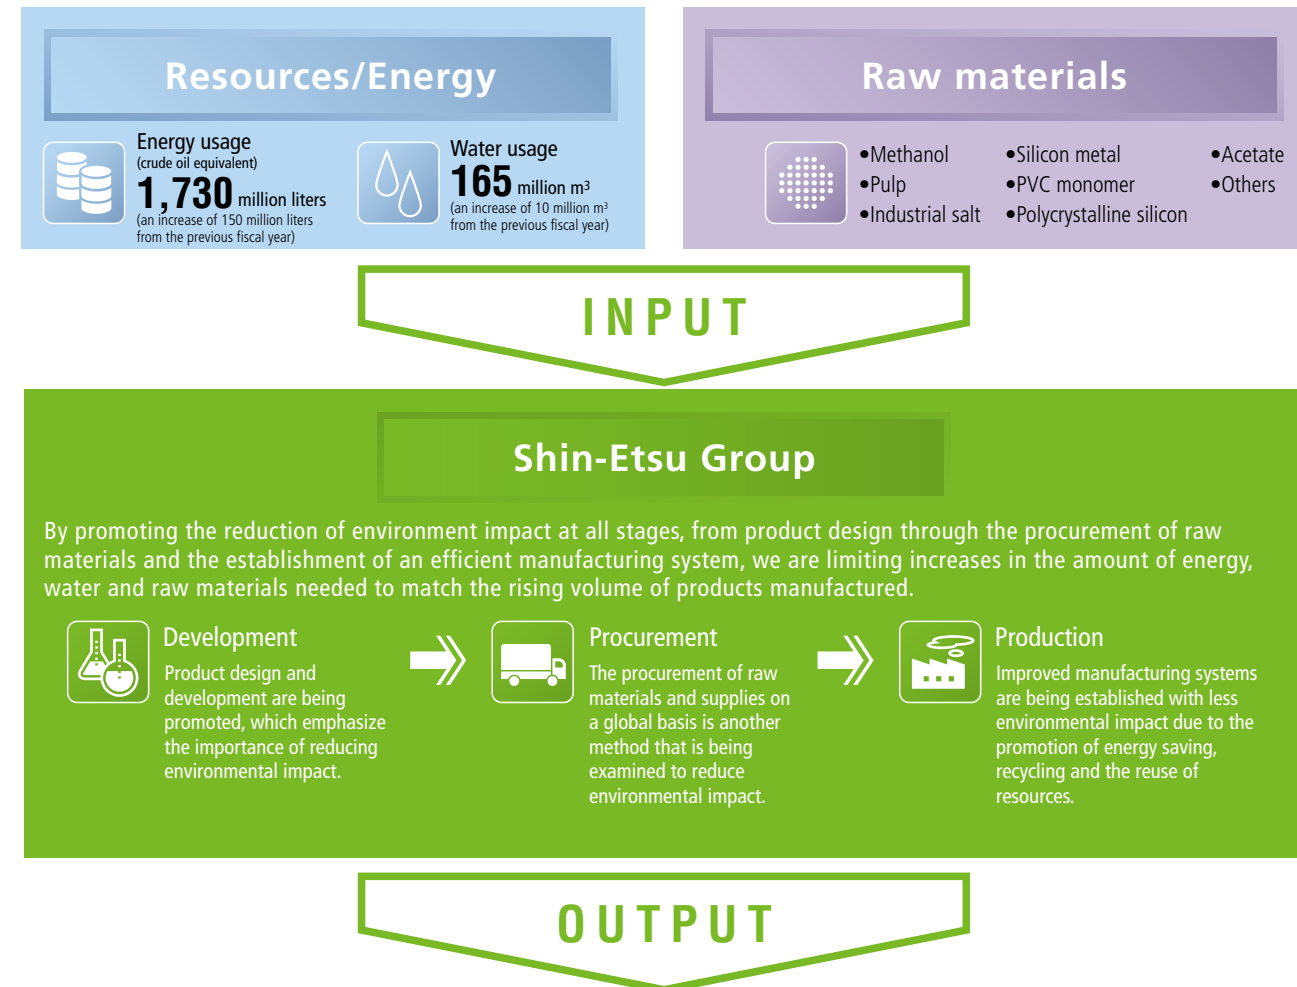 Resources/Energy
Energy usage
(crude oil equivalent)
1,730 million liters
(an increase of 150 million liters
from the previous fiscal year)
Water usage
165 million m³
(an increase of 10 million m³
from the previous fiscal year)
Raw materials
•Methanol
•Pulp
•Industrial salt
•Silicon metal
•PVC monomer
•Polycrystalline silicon
•Acetate
•Others
INPUT
Shin-Etsu Group
By promoting the reduction of environment impact at all stages, from product design through the procurement of raw
materials and the establishment of an efficient manufacturing system, we are limiting increases in the amount of energy,
water and raw materials needed to match the rising volume of products manufactured.
Development
Product design and
development are being
promoted, which emphasize
the importance of reducing
environmental impact.
Procurement
The procurement of raw
materials and supplies on
a global basis is another
method that is being
examined to reduce
environmental impact.
Production
Improved manufacturing systems
are being established with less
environmental impact due to the
promotion of energy saving,
recycling and the reuse of
resources.
OUTPUT